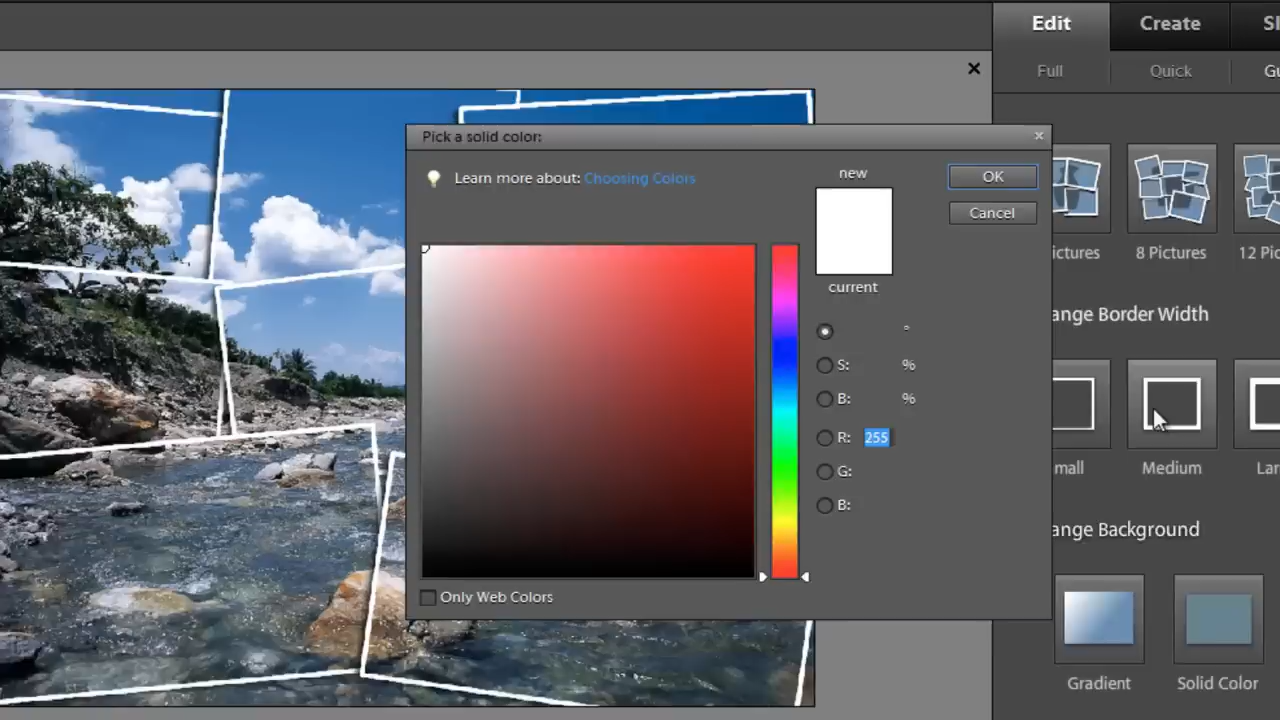 Edit Create Sl
Full Quick Gu
Pick a solid color:
Learn more about: Choosing Colors
new
OK
Cancel
current
°
S: %
B: %
R: 255
G:
B:
Only Web Colors
ictures 8 Pictures 12 Pic
ange Border Width
mall Medium Lar
ange Background
Gradient Solid Color